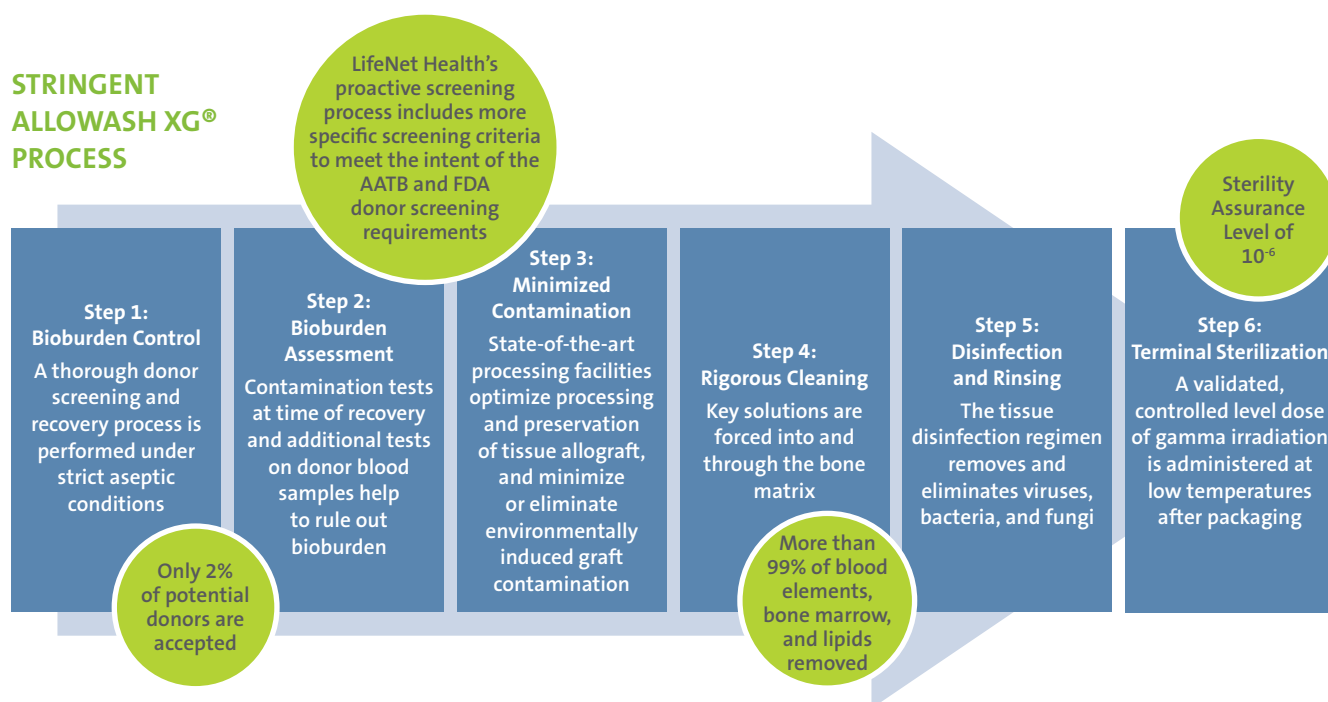 STRINGENT
ALLOWASH XG®
PROCESS
LifeNet Health’s
proactive screening
process includes more
specific screening criteria
to meet the intent of the
AATB and FDA
donor screening
requirements
Sterility
Assurance
Level of
10-6
Step 1:
Bioburden Control
A thorough donor
screening and
recovery process is
performed under
strict aseptic
conditions
Only 2%
of potential
donors are
accepted
Step 2:
Bioburden
Assessment
Contamination tests
at time of recovery
and additional tests
on donor blood
samples help
to rule out
bioburden
Step 3:
Minimized
Contamination
State-of-the-art
processing facilities
optimize processing
and preservation
of tissue allograft,
and minimize
or eliminate
environmentally
induced graft
contamination
Step 4:
Rigorous Cleaning
Key solutions are
forced into and
through the bone
matrix
More than
99% of blood
elements,
bone marrow,
and lipids
removed
Step 5:
Disinfection
and Rinsing
The tissue
disinfection regimen
removes and
eliminates viruses,
bacteria, and fungi
Step 6:
Terminal Sterilization
A validated,
controlled level dose
of gamma irradiation
is administered at
low temperatures
after packaging